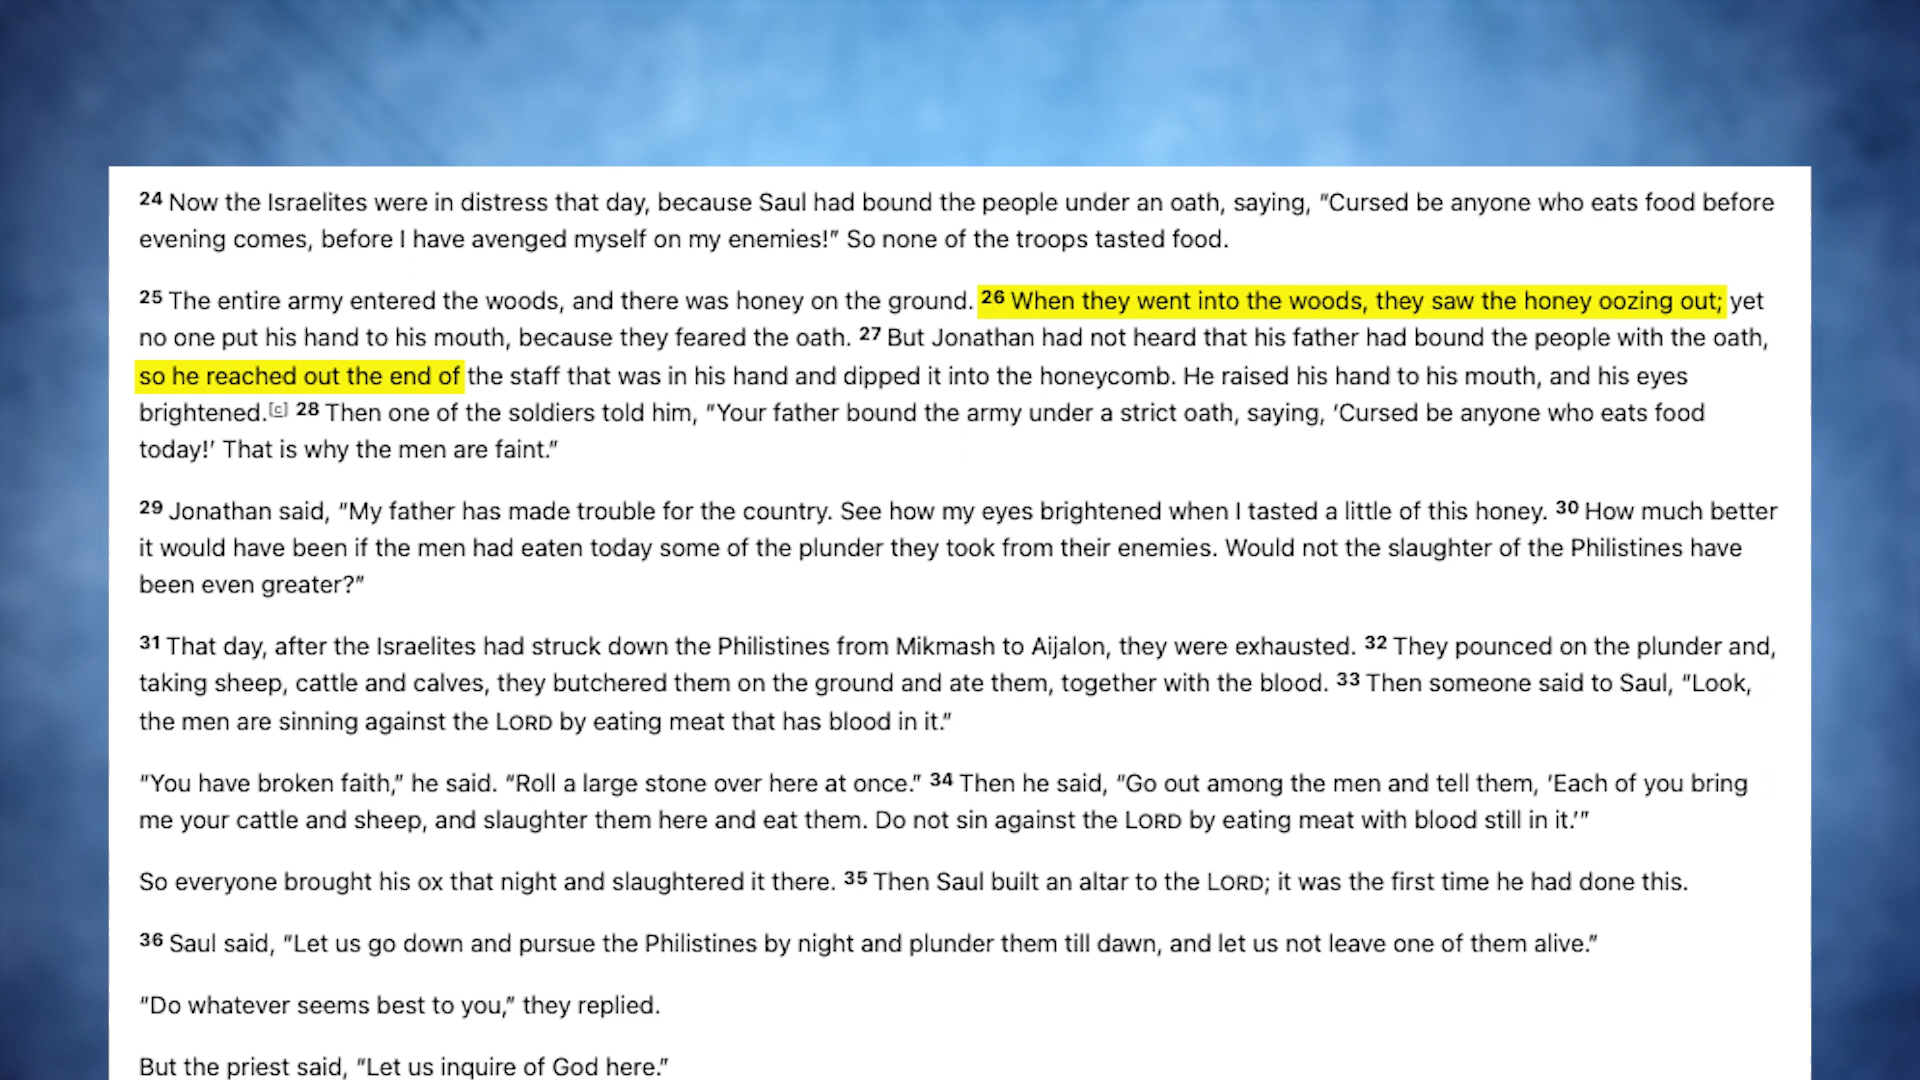 24 Now the Israelites were in distress that day, because Saul had bound the people under an oath, saying, "Cursed be anyone who eats food before
evening comes, before I have avenged myself on my enemies!" So none of the troops tasted food.
25 The entire army entered the woods, and there was honey on the ground. 26 When they went into the woods, they saw the honey oozing out; yet
no one put his hand to his mouth, because they feared the oath. 27 But Jonathan had not heard that his father had bound the people with the oath,
so he reached out the end of the staff that was in his hand and dipped it into the honeycomb. He raised his hand to his mouth, and his eyes
brightened.[c] 28 Then one of the soldiers told him, "Your father bound the army under a strict oath, saying, 'Cursed be anyone who eats food
today!' That is why the men are faint."
29 Jonathan said, "My father has made trouble for the country. See how my eyes brightened when I tasted a little of this honey. 30 How much better
it would have been if the men had eaten today some of the plunder they took from their enemies. Would not the slaughter of the Philistines have
been even greater?"
31 That day, after the Israelites had struck down the Philistines from Mikmash to Aijalon, they were exhausted. 32 They pounced on the plunder and,
taking sheep, cattle and calves, they butchered them on the ground and ate them, together with the blood. 33 Then someone said to Saul, "Look,
the men are sinning against the LORD by eating meat that has blood in it."
"You have broken faith," he said. "Roll a large stone over here at once." 34 Then he said, "Go out among the men and tell them, 'Each of you bring
me your cattle and sheep, and slaughter them here and eat them. Do not sin against the LORD by eating meat with blood still in it.'"
So everyone brought his ox that night and slaughtered it there. 35 Then Saul built an altar to the LORD; it was the first time he had done this.
36 Saul said, "Let us go down and pursue the Philistines by night and plunder them till dawn, and let us not leave one of them alive."
"Do whatever seems best to you," they replied.
But the priest said, "Let us inquire of God here."